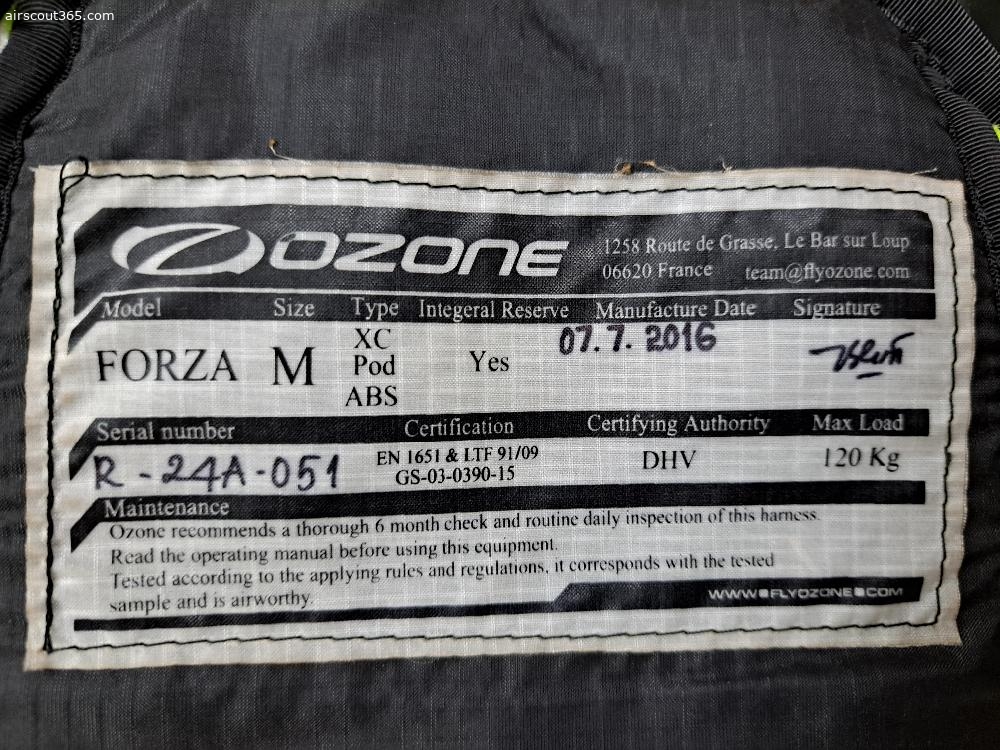 airscout365.com
OZONE
1258 Route de Grasse, Le Bar sur Loup
06620 France team@flyozone.com
Model Size Type Integeral Reserve Manufacture Date Signature
FORZA M XC Pod ABS Yes 07.7.2016
Serial number Certification Certifying Authority Max Load
R-24A-051 EN 1651 & LTF 91/09 GS-03-0390-15 DHV 120 Kg
Maintenance
Ozone recommends a thorough 6 month check and routine daily inspection of this harness.
Read the operating manual before using this equipment.
Tested according to the applying rules and regulations, it corresponds with the tested
sample and is airworthy.
WWW.FLYOZONE.COM